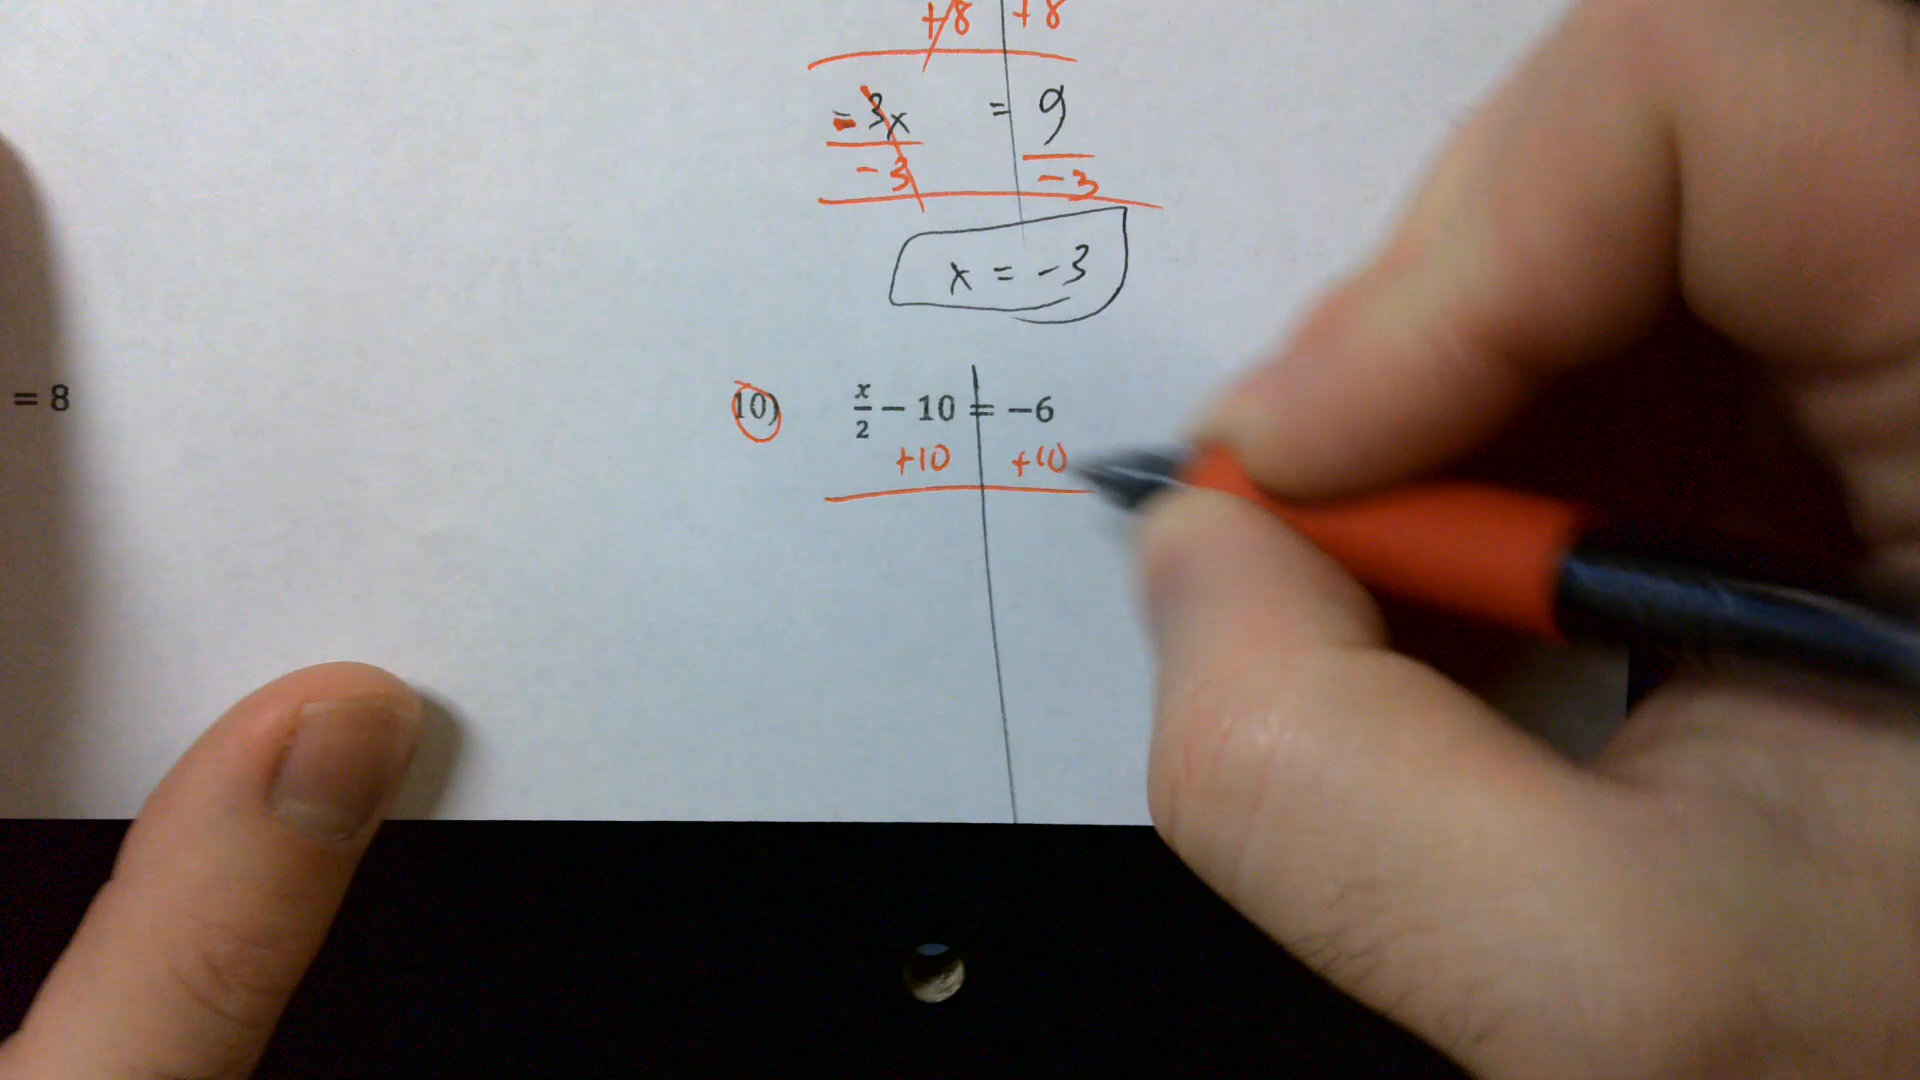 +8 +8
-3x = 9
-3 -3
x = -3
= 8
10) x/2 − 10 = −6
+10 +10